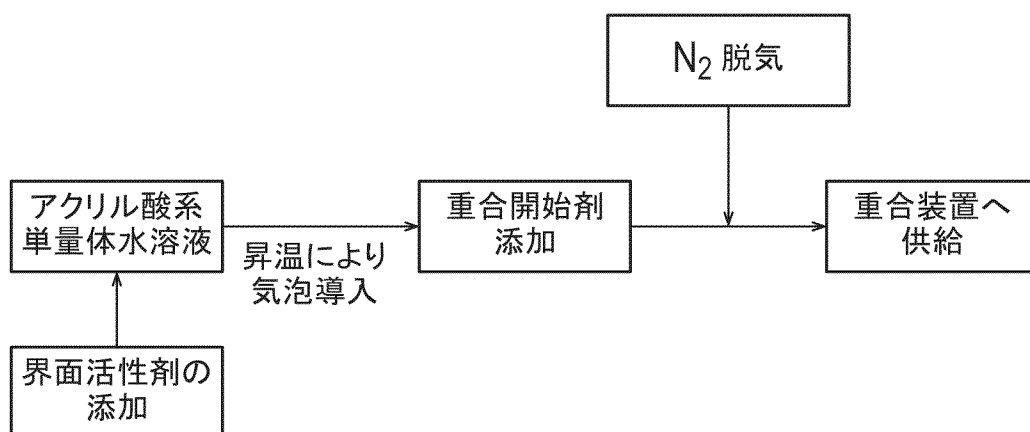 N₂ 脱気
アクリル酸系
単量体水溶液
昇温により
気泡導入
重合開始剤
添加
重合装置へ
供給
界面活性剤の
添加